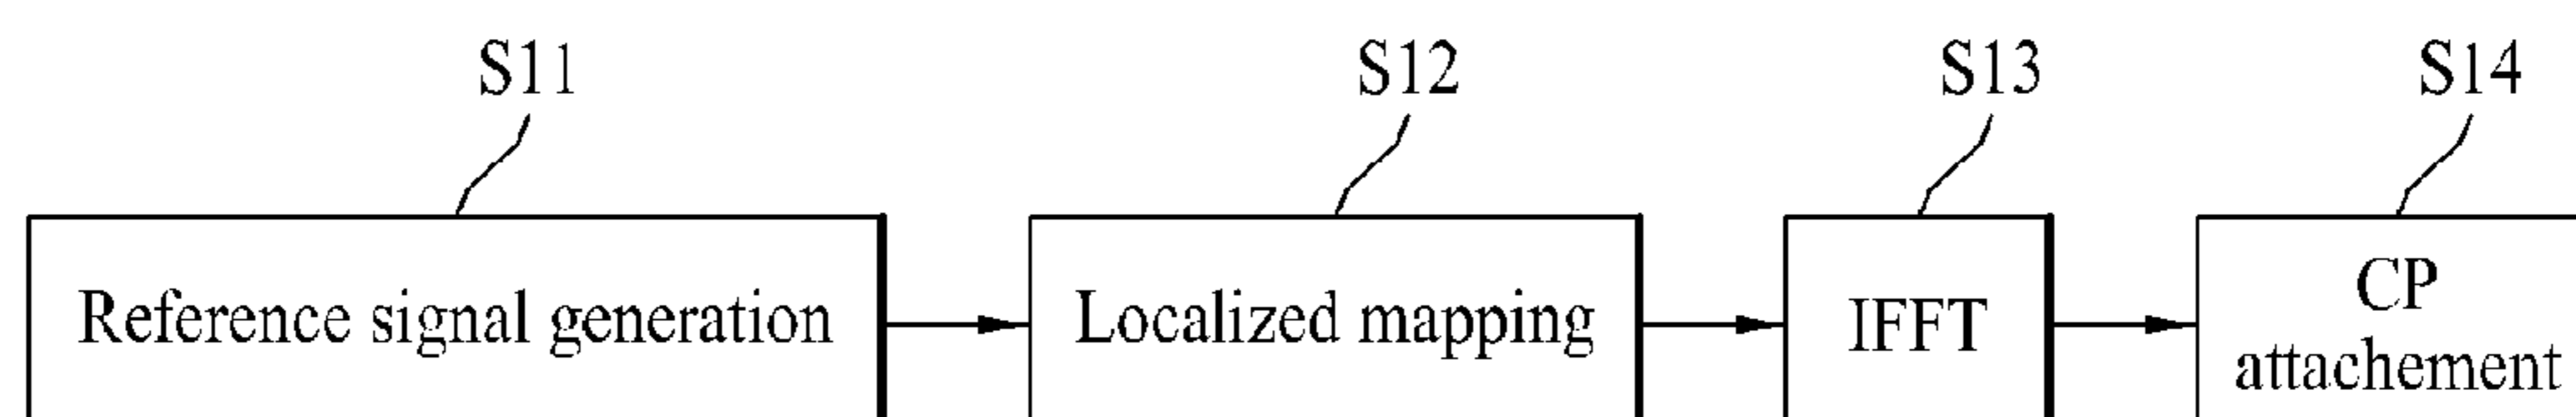 S11
S12
S13
S14
Reference signal generation
Localized mapping
IFFT
CP
attachement